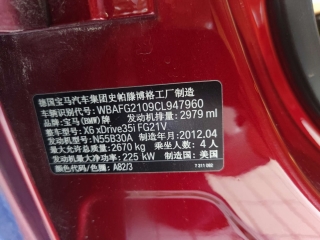 德国宝马汽车集团史帕滕博格工厂制造
车辆识别代号: WBAFG2109CL947960
品牌: 宝马(BMW)牌 发动机排量: 2979 ml
整车型号: X6 xDrive35i FG21V
发动机型号: N55B30A 制造年月: 2012.04
最大允许总质量: 2670 kg 乘坐人数: 4 人
发动机最大净功率: 225 kW 制造国: 美国
颜色代码/色漆: A82/3